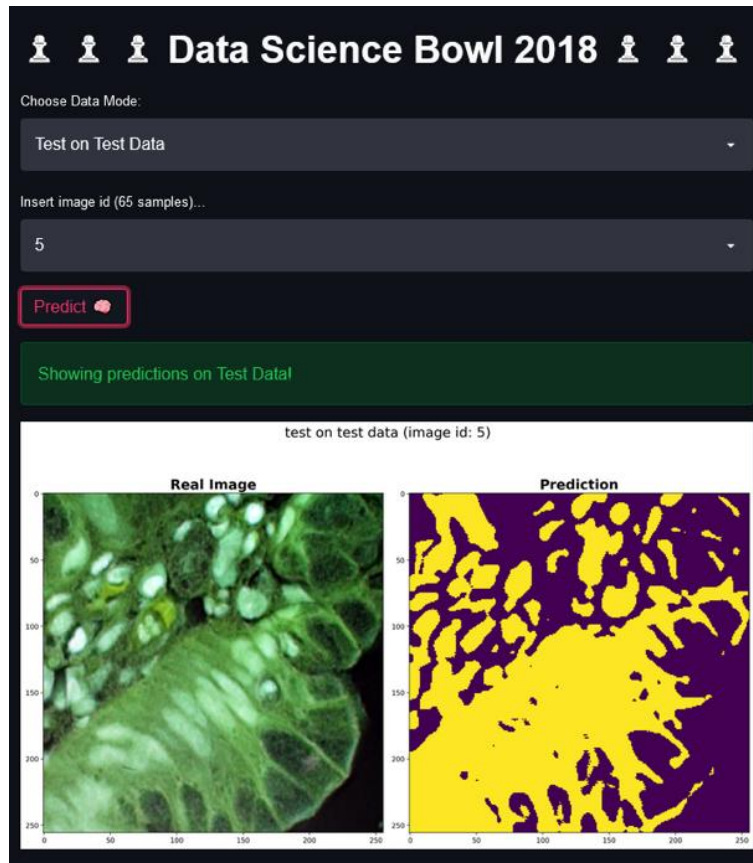 Data Science Bowl 2018
Choose Data Mode:
Test on Test Data
Insert image id (65 samples)...
5
Predict
Showing predictions on Test Data!
test on test data (image id: 5)
Real Image
Prediction
0
50
100
150
200
250
0 50 100 150 200 250
0
50
100
150
200
250
0 50 100 150 200 250